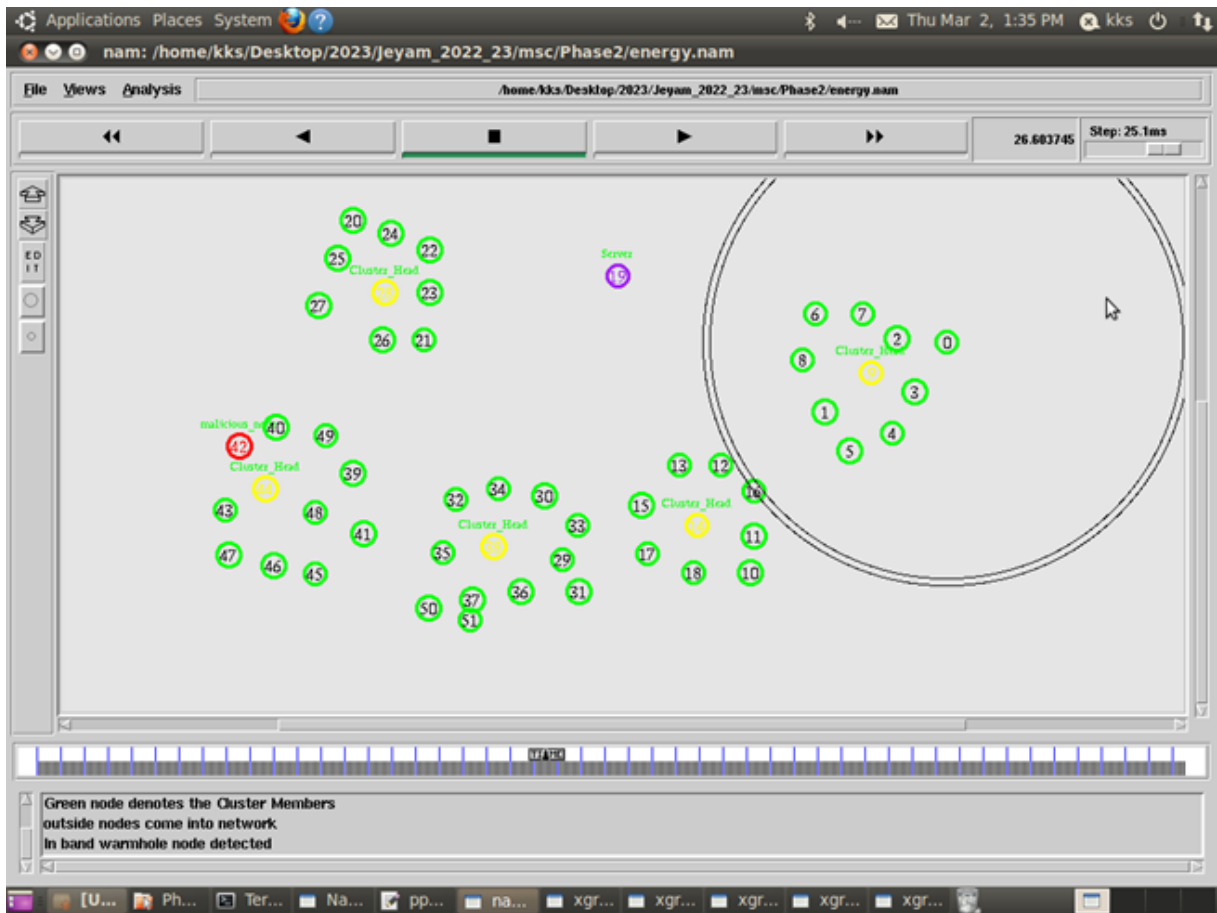 Applications Places System ? Thu Mar 2, 1:35 PM kks
nam: /home/kks/Desktop/2023/Jeyam_2022_23/msc/Phase2/energy.nam
File Views Analysis /home/kks/Desktop/2023/Jeyam_2022_23/msc/Phase2/energy.nam
26.603745 Step: 25.1ms
ED
IT
20
24
22
25
Cluster_Head
23
27
26
21
Server
19
6
7
2
0
Cluster_Head
8
9
3
1
4
5
40
49
42
Cluster_Head
39
43
48
41
47
46
45
34
32
30
Cluster_Head
33
35
29
36
31
37
50
51
13
12
16
15
Cluster_Head
11
17
18
10
TIME
Green node denotes the Cluster Members
outside nodes come into network
In band warmhole node detected
[U... Ph... Ter... Na... pp... na... xgr... xgr... xgr... xgr... xgr...